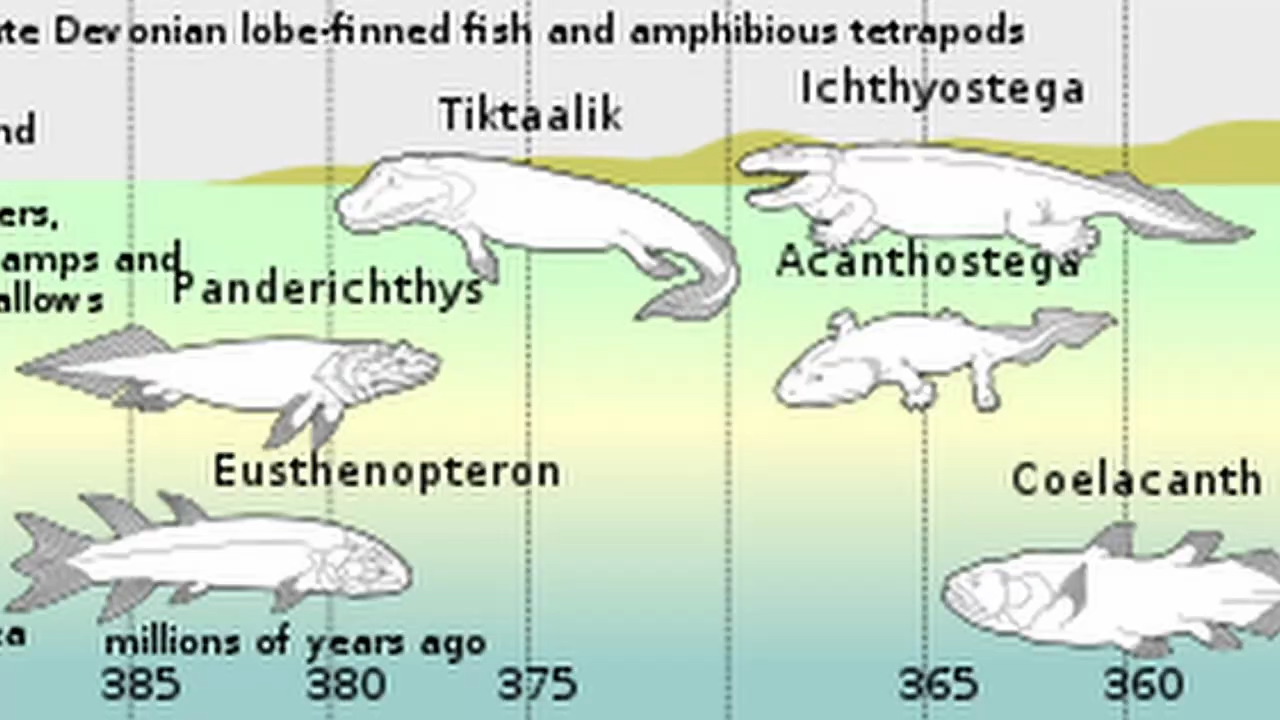 te Devonian lobe-finned fish and amphibious tetrapods
Ichthyostega
Tiktaalik
nd
ers,
amps and
allows
Acanthostega
Panderichthys
Eusthenopteron
Coelacanth
millions of years ago
385 380 375 365 360